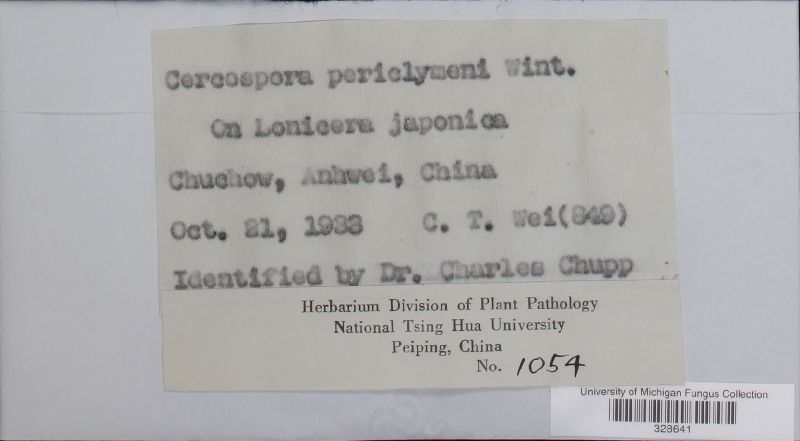 Cercospora periclymeni Wint.
On Lonicera japonica
Chuchow, Anhwei, China
Oct. 21, 1933 C. T. Wei(849)
Identified by Dr. Charles Chupp
Herbarium Division of Plant Pathology
National Tsing Hua University
Peiping, China
No. 1054
University of Michigan Fungus Collection
328641